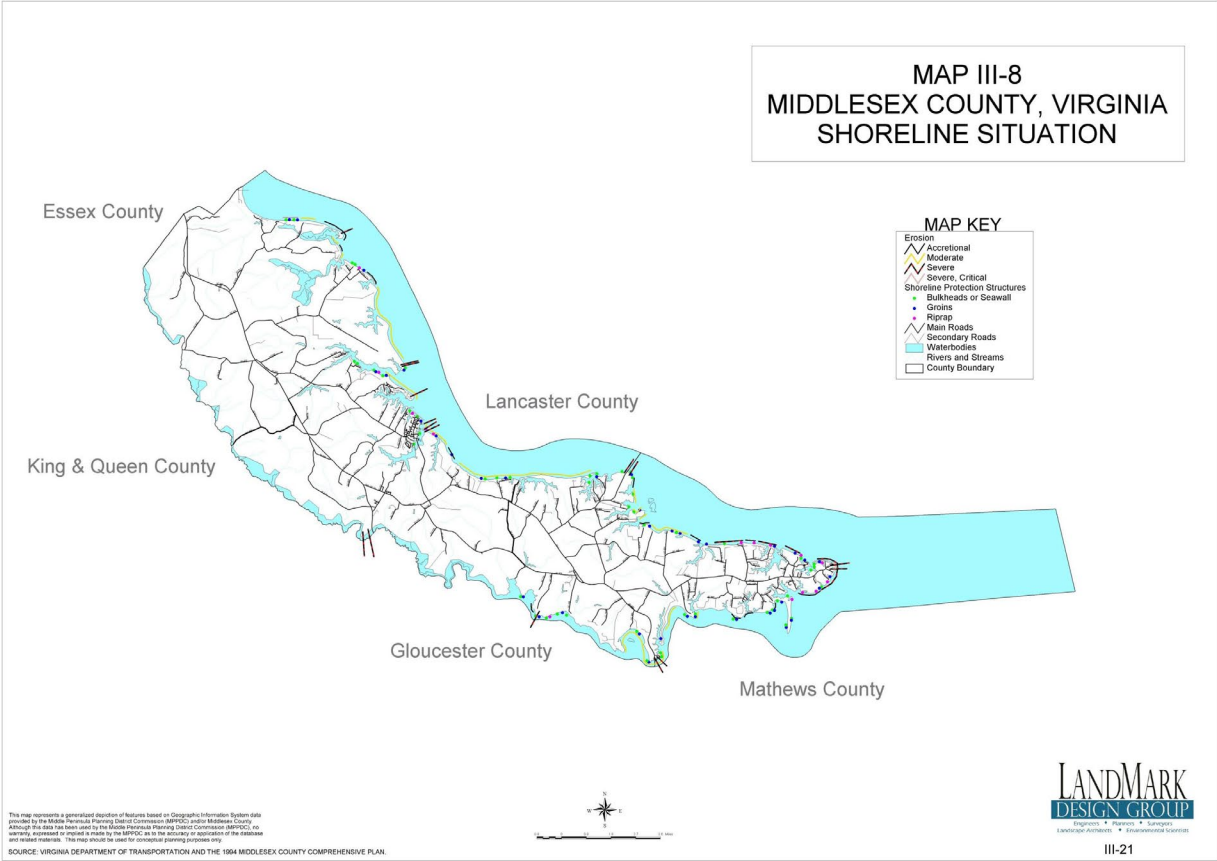 MAP III-8
MIDDLESEX COUNTY, VIRGINIA
SHORELINE SITUATION
Essex County
MAP KEY
Erosion
Accretional
Moderate
Severe
Severe, Critical
Shoreline Protection Structures
Bulkheads or Seawall
Groins
Riprap
Main Roads
Secondary Roads
Waterbodies
Rivers and Streams
County Boundary
Lancaster County
King & Queen County
Gloucester County
Mathews County
N
W E
S
LANDMARK
DESIGN GROUP
Engineers • Planners • Surveyors
Landscape Architects • Environmental Scientists
This map represents a generalized depiction of features based on Geographic Information System data
provided by the Middle Peninsula Planning District Commission (MPPDC) and/or Middlesex County.
Although this data has been used by the Middle Peninsula Planning District Commission (MPPDC), no
warranty, expressed or implied is made by the MPPDC as to the accuracy or application of the database
and related materials. This map should be used for conceptual planning purposes only.
SOURCE: VIRGINIA DEPARTMENT OF TRANSPORTATION AND THE 1994 MIDDLESEX COUNTY COMPREHENSIVE PLAN.
III-21